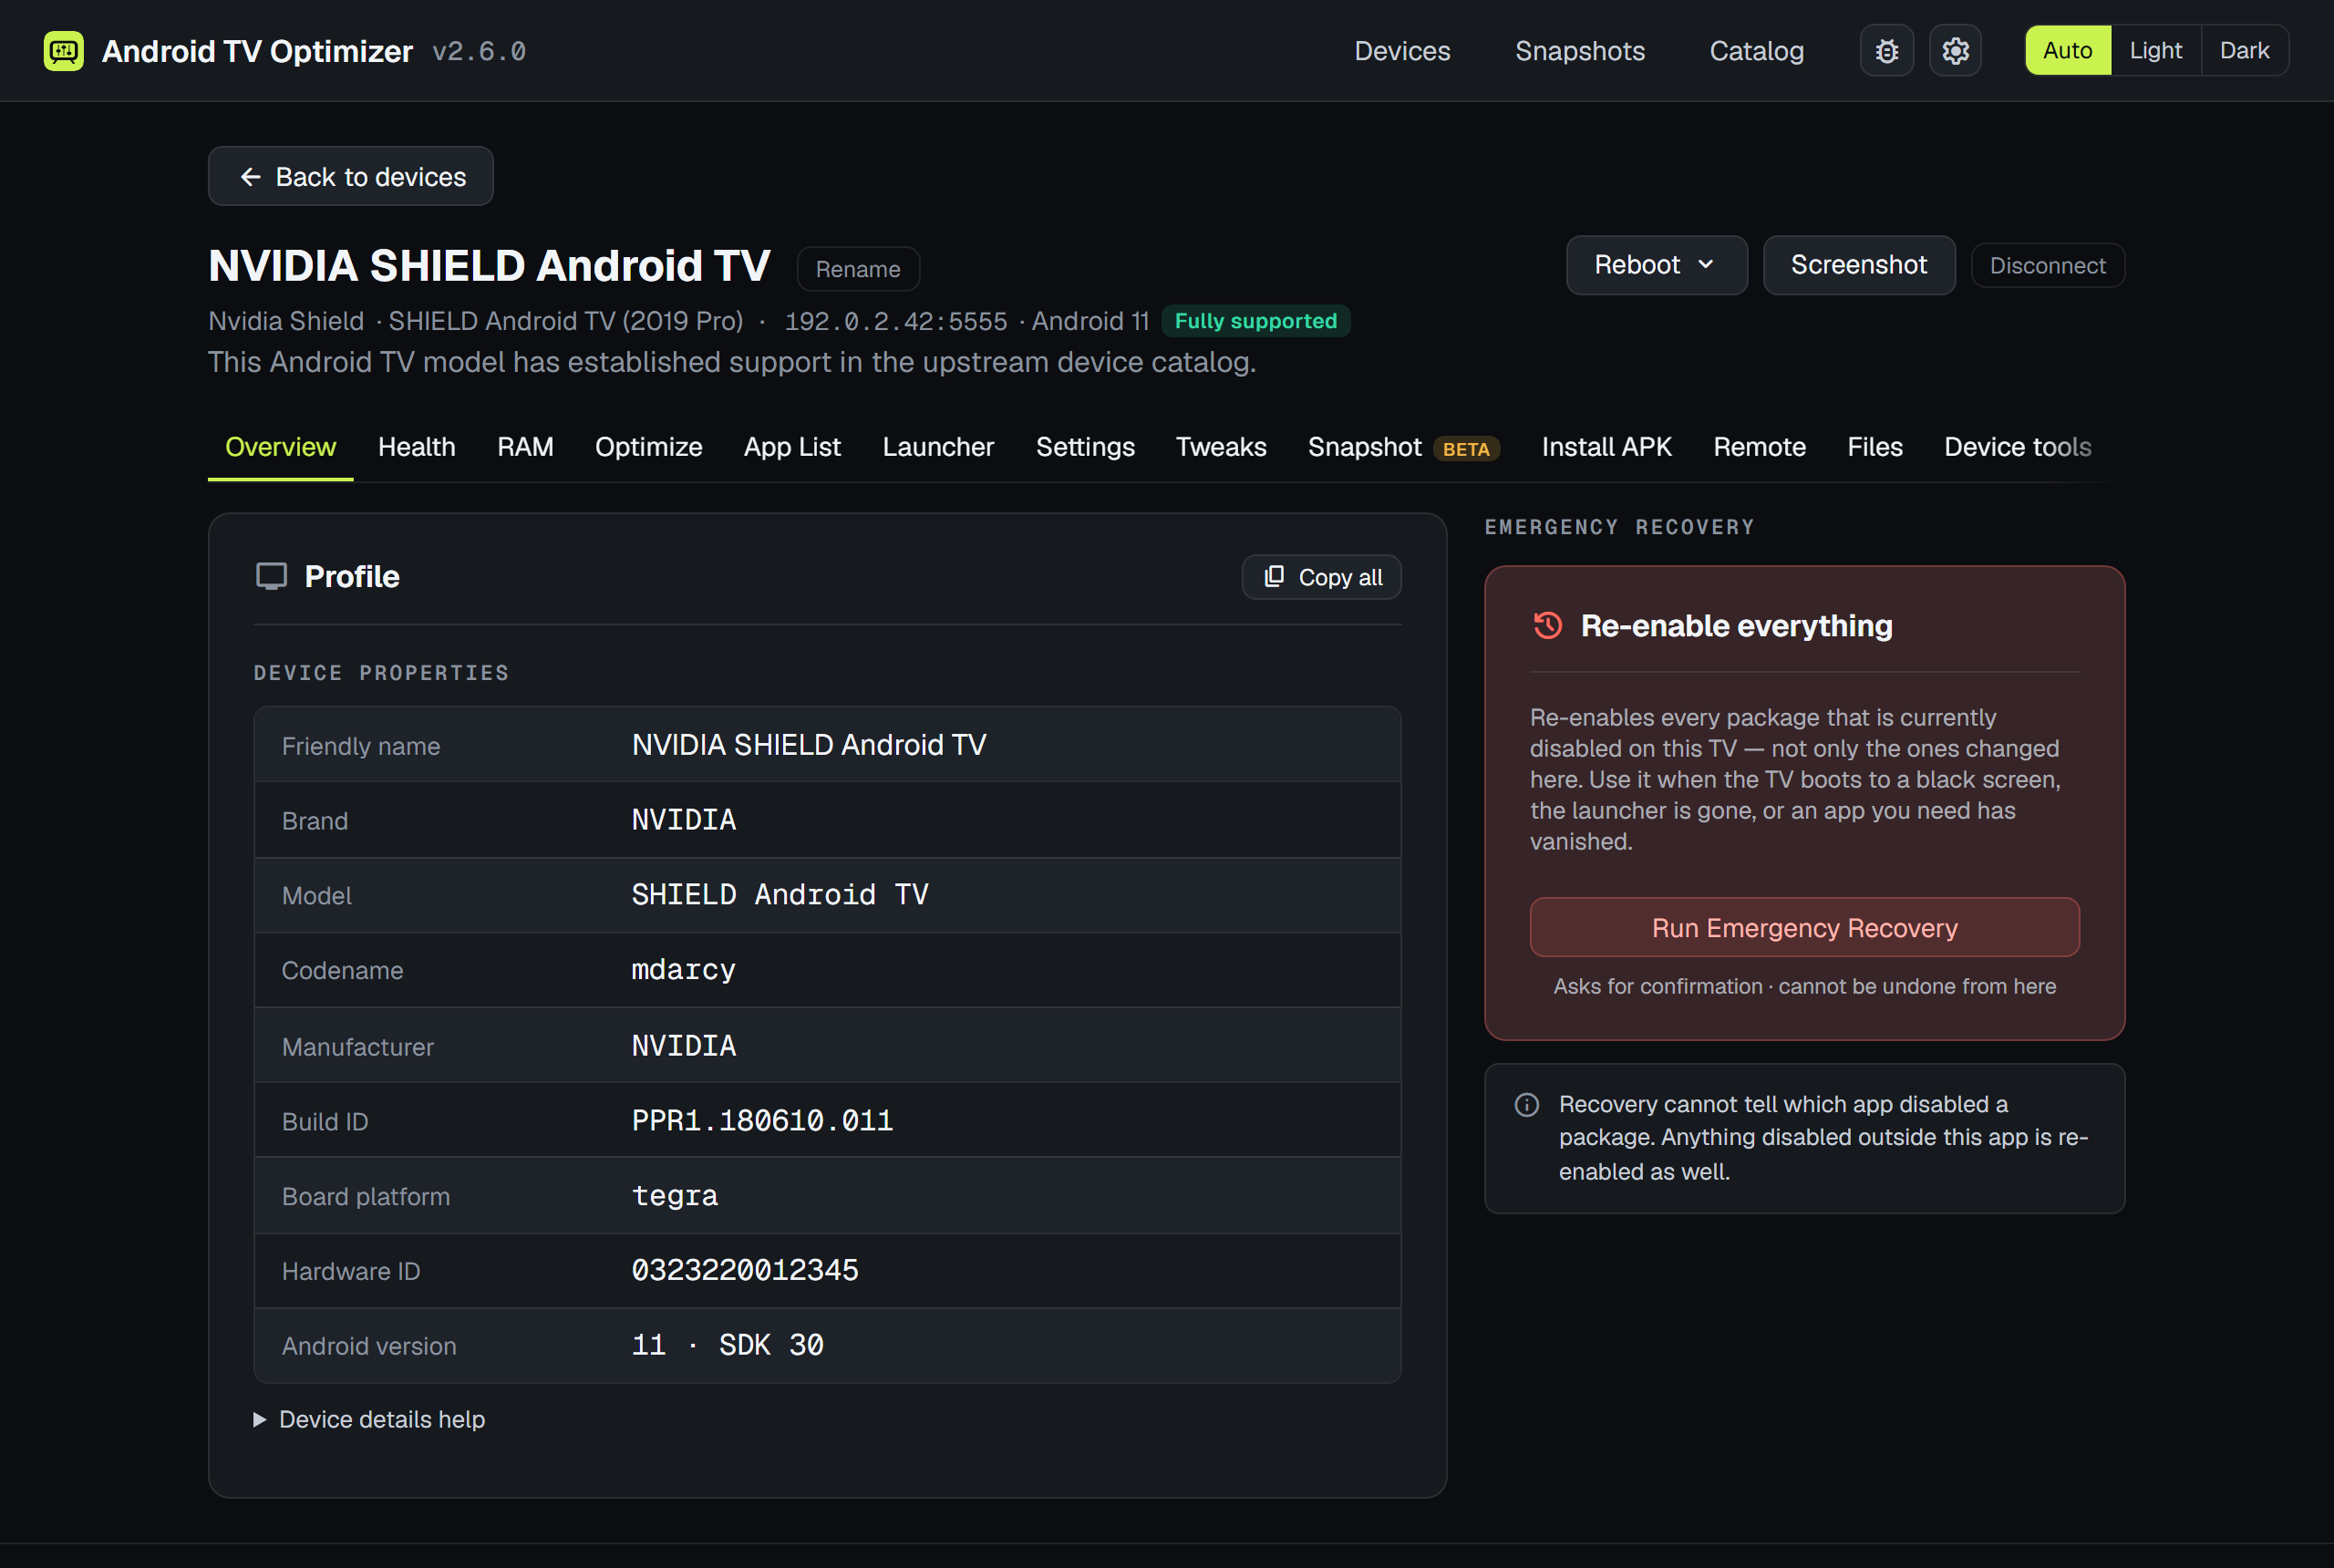 Android TV Optimizer v2.6.0
Devices Snapshots Catalog Auto Light Dark
← Back to devices
NVIDIA SHIELD Android TV Rename Reboot Screenshot Disconnect
Nvidia Shield · SHIELD Android TV (2019 Pro) · 192.0.2.42:5555 · Android 11 Fully supported
This Android TV model has established support in the upstream device catalog.
Overview Health RAM Optimize App List Launcher Settings Tweaks Snapshot BETA Install APK Remote Files Device tools
Profile Copy all
DEVICE PROPERTIES
Friendly name NVIDIA SHIELD Android TV
Brand NVIDIA
Model SHIELD Android TV
Codename mdarcy
Manufacturer NVIDIA
Build ID PPR1.180610.011
Board platform tegra
Hardware ID 0323220012345
Android version 11 · SDK 30
Device details help
EMERGENCY RECOVERY
Re-enable everything
Re-enables every package that is currently
disabled on this TV — not only the ones changed
here. Use it when the TV boots to a black screen,
the launcher is gone, or an app you need has
vanished.
Run Emergency Recovery
Asks for confirmation · cannot be undone from here
Recovery cannot tell which app disabled a
package. Anything disabled outside this app is re-
enabled as well.